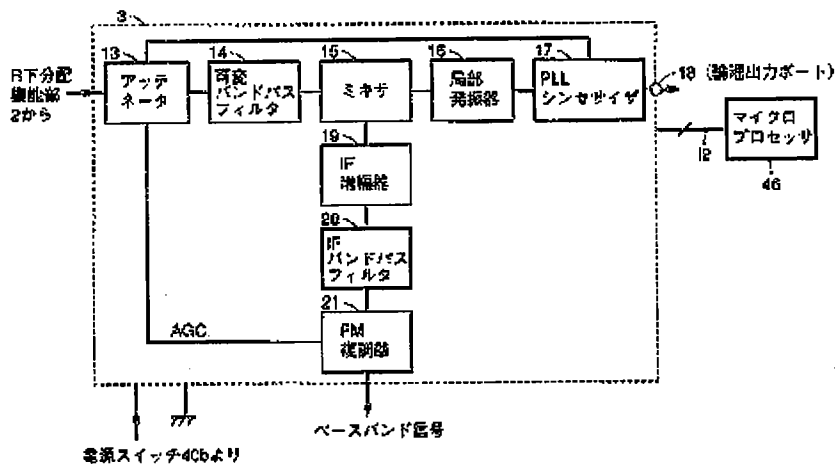 3
13
14
15
16
17
18 (論理出力ポート)
R下分配
機能部
2から
アッテ
ネータ
可変
バンドパス
フィルタ
ミキサ
局部
発振器
PLL
シンセサイザ
マイクロ
プロセッサ
12
46
19
IF
増幅器
20
IF
バンドパス
フィルタ
21
FM
復調器
AGC
ベースバンド信号
電源スイッチ40bより